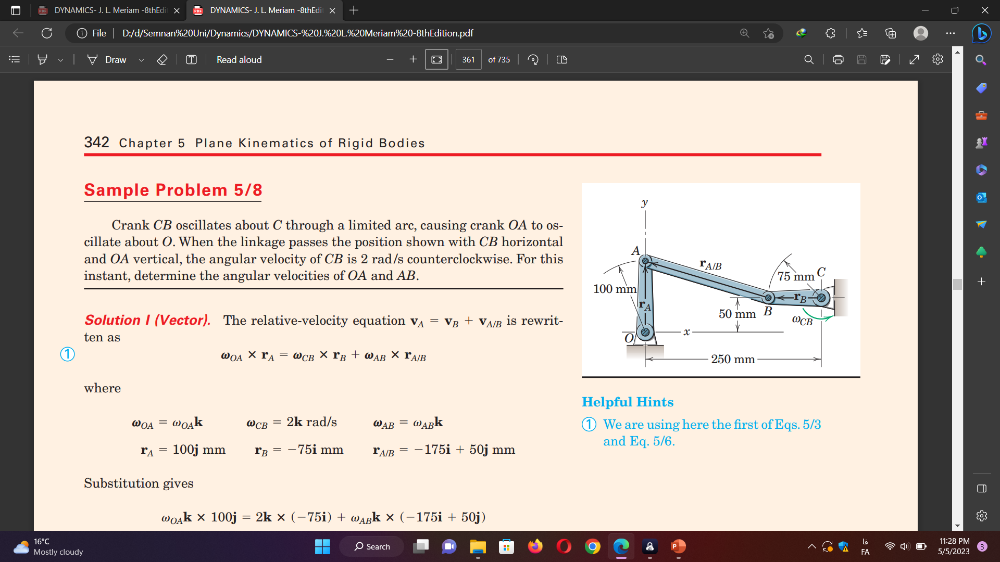 DYNAMICS- J. L. Meriam -8thEdi
DYNAMICS- J. L. Meriam -8thEdit
File
D:/d/Semnan%20Uni/Dynamics/DYNAMICS-%20J.%20L.%20Meriam%20-8thEdition.pdf
Draw
Read aloud
361 of 735
342 Chapter 5 Plane Kinematics of Rigid Bodies
Sample Problem 5/8
Crank CB oscillates about C through a limited arc, causing crank OA to os-
cillate about O. When the linkage passes the position shown with CB horizontal
and OA vertical, the angular velocity of CB is 2 rad/s counterclockwise. For this
instant, determine the angular velocities of OA and AB.
Solution I (Vector). The relative-velocity equation v_A = v_B + v_A/B is rewrit-
ten as
1
ω_OA × r_A = ω_CB × r_B + ω_AB × r_A/B
where
ω_OA = ω_OA k ω_CB = 2k rad/s ω_AB = ω_AB k
r_A = 100j mm r_B = −75i mm r_A/B = −175i + 50j mm
Substitution gives
ω_OA k × 100j = 2k × (−75i) + ω_AB k × (−175i + 50j)
y
A
r_A/B
75 mm C
100 mm
r_A
r_B
50 mm B
ω_CB
O
x
250 mm
Helpful Hints
1 We are using here the first of Eqs. 5/3
and Eq. 5/6.
16°C
Mostly cloudy
Search
فا
FA
11:28 PM
5/5/2023
3